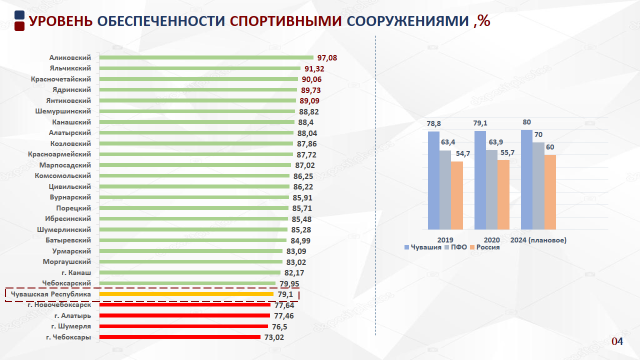 УРОВЕНЬ ОБЕСПЕЧЕННОСТИ СПОРТИВНЫМИ СООРУЖЕНИЯМИ ,%
Аликовский 97,08
Яльчикский 91,32
Красночетайский 90,06
Ядринский 89,73
Янтиковский 89,09
Шемуршинский 88,82
Канашский 88,4
Алатырский 88,04
Козловский 87,86
Красноармейский 87,72
Марпосадский 87,02
Комсомольский 86,25
Цивильский 86,22
Вурнарский 85,91
Порецкий 85,71
Ибресинский 85,48
Шумерлинский 85,28
Батыревский 84,99
Урмарский 83,09
Моргаушский 83,02
г. Канаш 82,17
Чебоксарский 79,95
Чувашская Республика 79,1
г. Новочебоксарск 77,64
г. Алатырь 77,46
г. Шумерля 76,5
г. Чебоксары 73,02
78,8 63,4 54,7 79,1 63,9 55,7 80 70 60
2019 2020 2024 (плановое)
Чувашия ПФО Россия
04